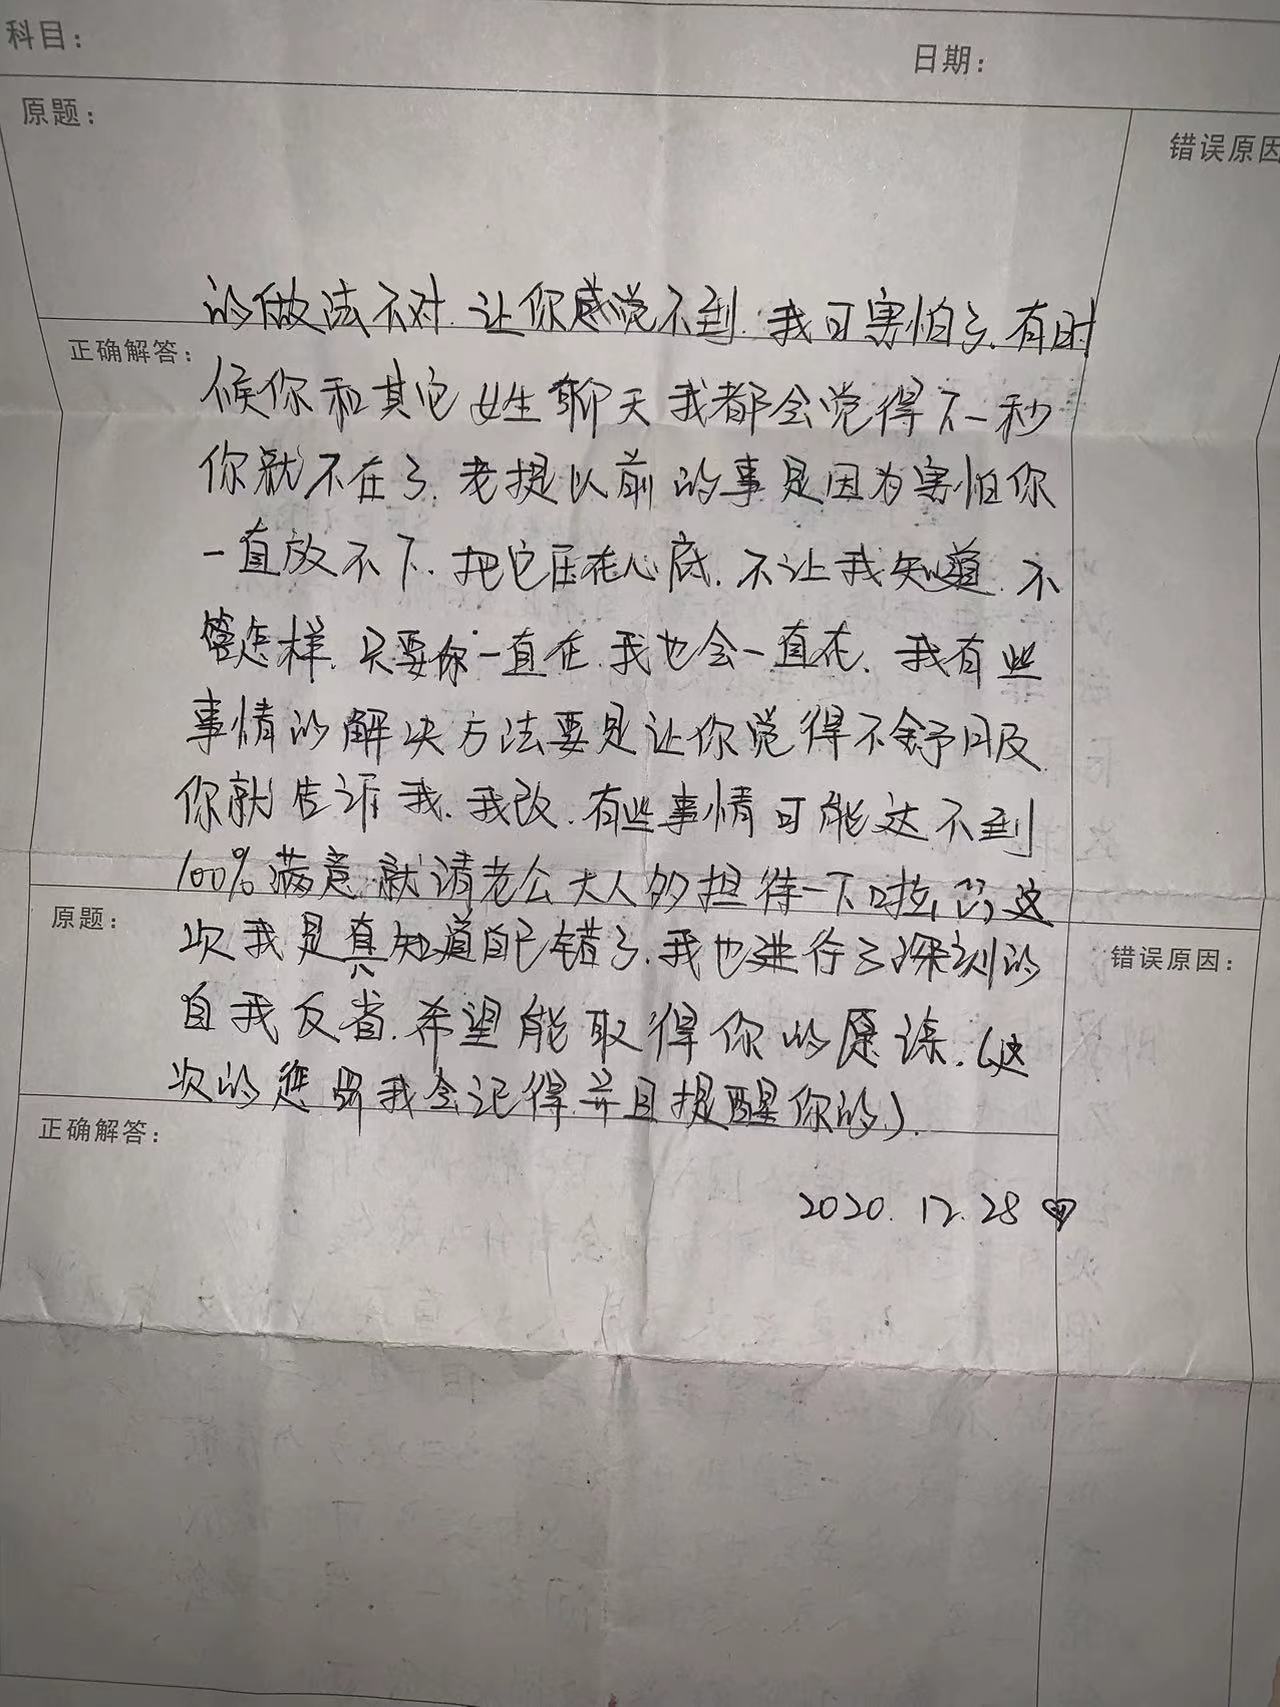 科目：
日期：
原题：
错误原因
的做法不对.让你感觉不到.我可害怕了.有时
正确解答：
候你和其它女生聊天我都会觉得下一秒
你就不在了.老提以前的事是因为害怕你
一直放不下.把它压在心底.不让我知道.不
管怎样.只要你一直在.我也会一直在.我有些
事情的解决方法要是让你觉得不舒服
你就告诉我.我改.有些事情可能达不到
100%满意.就请老公大人多担待一下啦,这
原题：
次我是真知道自己错了.我也进行了深刻的
错误原因：
自我反省.希望能取得你的原谅.(这
次的我会记得并且提醒你的.).
正确解答：
2020.12.28♡